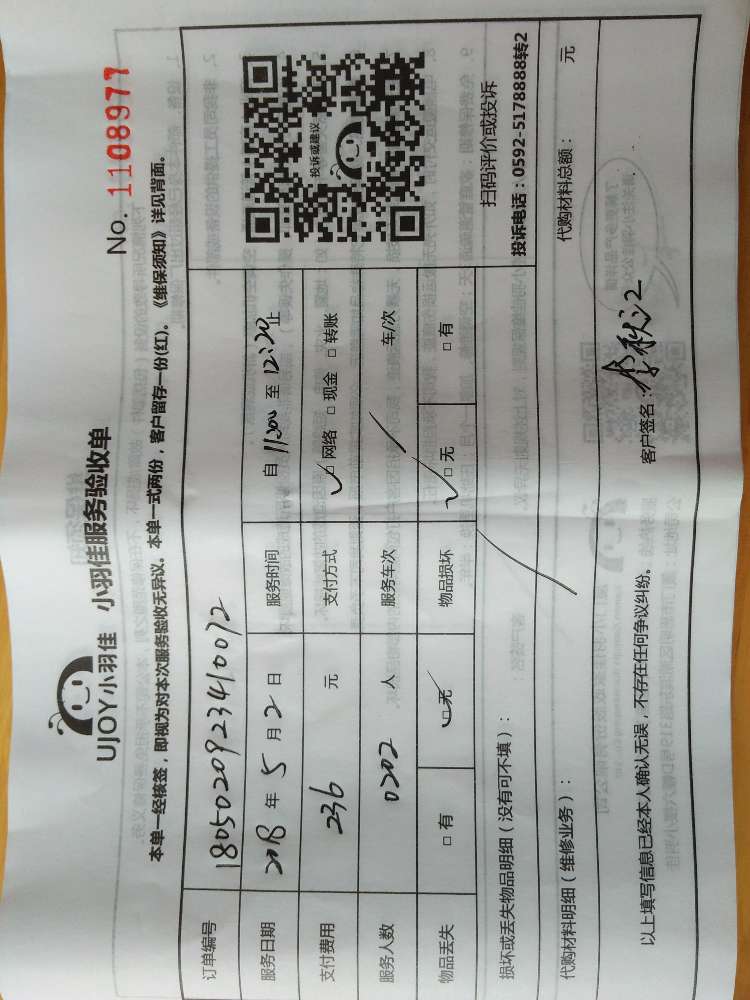 UJOY小羽佳 小羽佳服务验收单
No. 1108977
本单一经核签，即视为对本次服务验收无异议。本单一式两份，客户留存一份(红)。《维保须知》详见背面。
订单编号 1805020923410012
服务日期 2018 年 5 月 2 日 服务时间 自 11:00 至 12:20 止
支付费用 236 元 支付方式 ☑ 网络 □ 现金 □ 转账
服务人数 0202 人 服务车次 / 车/次
物品丢失 □ 有 ☑ 无 物品损坏 ☑ 无 □ 有
投诉或建议
扫码评价或投诉
投诉电话：0592-5178888转2
损坏或丢失物品明细（没有可不填）：
代购材料明细（维修业务）： 代购材料总额： 元
以上填写信息已经本人确认无误，不存在任何争议纠纷。 客户签名：